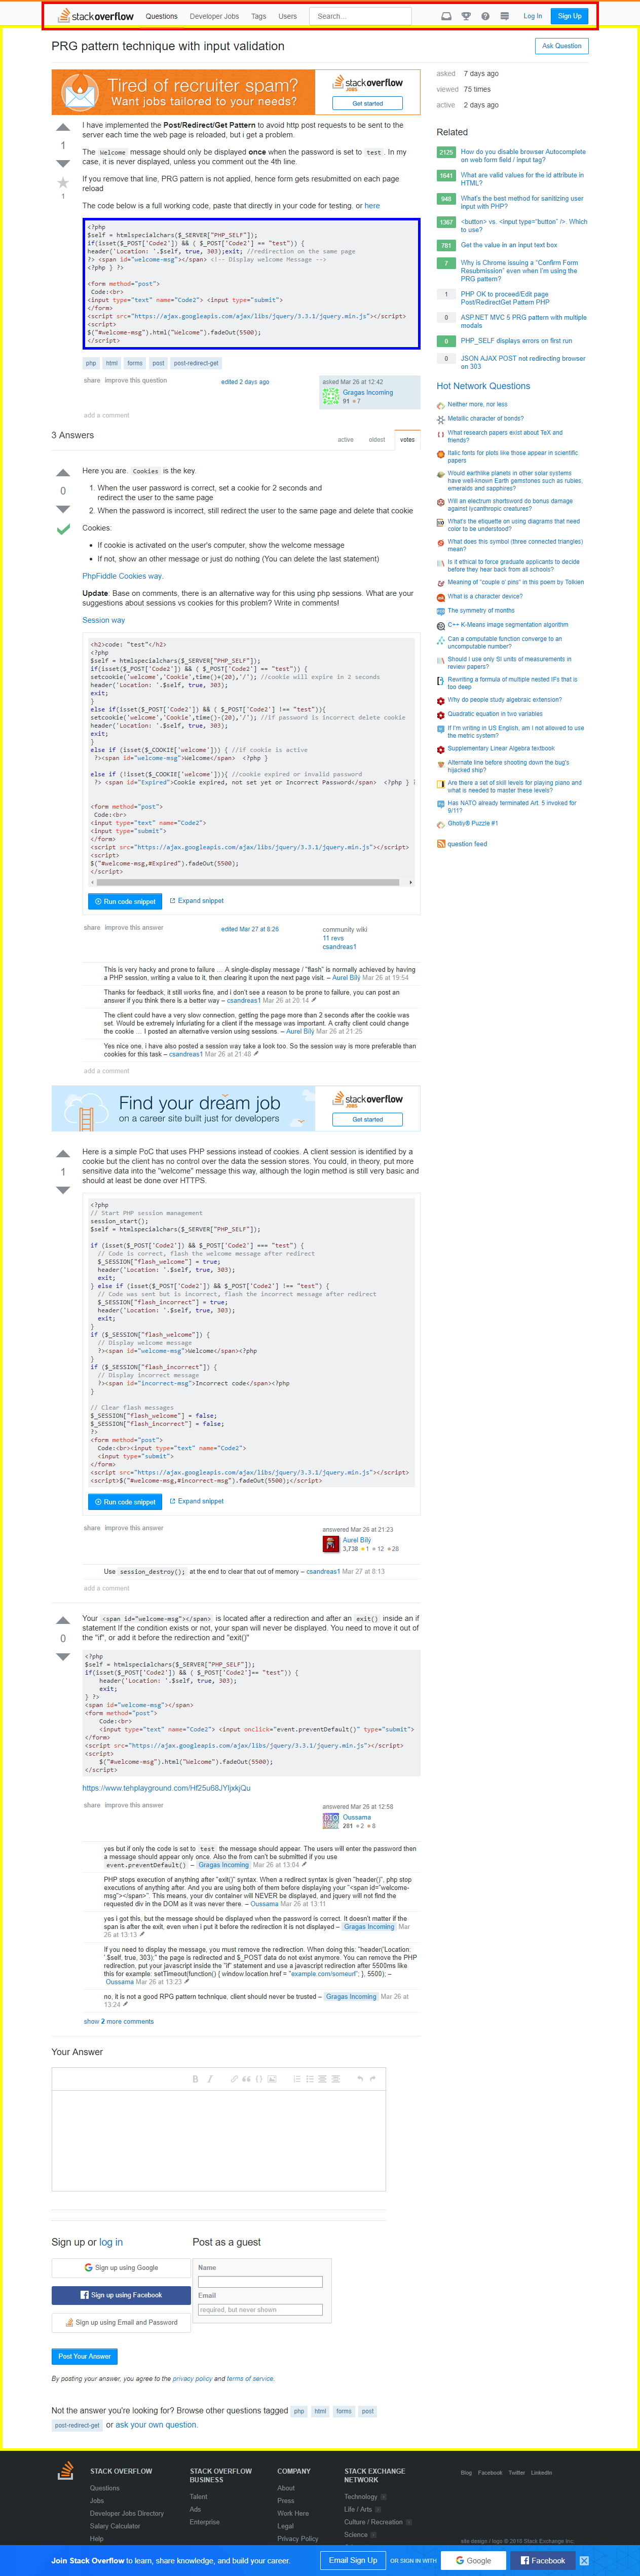 stackoverflow Questions Developer Jobs Tags Users Search... Log In Sign Up
PRG pattern technique with input validation
Ask Question
Tired of recruiter spam?
Want jobs tailored to your needs?
stackoverflow
JOBS
Get started
1
1
I have implemented the Post/Redirect/Get Pattern to avoid http post requests to be sent to the
server each time the web page is reloaded, but i get a problem.
The Welcome message should only be displayed once when the password is set to test. In my
case, it is never displayed, unless you comment out the 4th line.
If you remove that line, PRG pattern is not applied, hence form gets resubmitted on each page
reload
The code below is a full working code, paste that directly in your code for testing. or here
<?php
$self = htmlspecialchars($_SERVER["PHP_SELF"]);
if(isset($_POST['Code2']) && ( $_POST['Code2'] == "test")) {
header('Location: '.$self, true, 303);exit; //redirection on the same page
?> <span id="welcome-msg"></span> <!-- Display welcome Message -->
<?php } ?>
<form method="post">
Code:<br>
<input type="text" name="Code2"> <input type="submit">
</form>
<script src="https://ajax.googleapis.com/ajax/libs/jquery/3.3.1/jquery.min.js"></script>
<script>
$("#welcome-msg").html("Welcome").fadeOut(5500);
</script>
php html forms post post-redirect-get
share improve this question
edited 2 days ago
asked Mar 26 at 12:42
Gragas Incoming
91 7
add a comment
3 Answers
active oldest votes
0
Here you are. Cookies is the key.
1. When the user password is correct, set a cookie for 2 seconds and
redirect the user to the same page
2. When the password is incorrect, still redirect the user to the same page and delete that cookie
Cookies:
• If cookie is activated on the user's computer, show the welcome message
• If not, show an other message or just do nothing (You can delete the last statement)
PhpFiddle Cookies way.
Update: Base on comments, there is an alternative way for this using php sessions. What are your
suggestions about sessions vs cookies for this problem? Write in comments!
Session way
<h2>code: "test"</h2>
<?php
$self = htmlspecialchars($_SERVER["PHP_SELF"]);
if(isset($_POST['Code2']) && ( $_POST['Code2'] == "test")) {
setcookie('welcome','Cookie',time()+(20),'/'); //cookie will expire in 2 seconds
header('Location: '.$self, true, 303);
exit;
}
else if(isset($_POST['Code2']) && ( $_POST['Code2'] !== "test")){
setcookie('welcome','COKIE',time()-(20),'/'); //if password is incorrect delete cookie
header('Location: '.$self, true, 303);
exit;
}
else if (isset($_COOKIE['welcome'])) { //if cookie is active
?><span id="welcome-msg">Welcome</span> <?php }
else if (!isset($_COOKIE['welcome'])){ //cookie expired or invalid password
?> <span id="Expired">Cookie expired, not set yet or Incorrect Password</span> <?php } ?
<form method="post">
Code:<br>
<input type="text" name="Code2">
<input type="submit">
</form>
<script src="https://ajax.googleapis.com/ajax/libs/jquery/3.3.1/jquery.min.js"></script>
<script>
$("#welcome-msg,#Expired").fadeOut(5500);
</script>
Run code snippet Expand snippet
share improve this answer
edited Mar 27 at 8:26
community wiki
11 revs
csandreas1
This is very hacky and prone to failure ... A single-display message / "flash" is normally achieved by having
a PHP session, writing a value to it, then clearing it upon the next page visit. – Aurel Bílý Mar 26 at 19:54
Thanks for feedback, it still works fine, and i don't see a reason to be prone to failure, you can post an
answer if you think there is a better way – csandreas1 Mar 26 at 20:14
The client could have a very slow connection, getting the page more than 2 seconds after the cookie was
set. Would be extremely infuriating for a client if the message was important. A crafty client could change
the cookie ... I posted an alternative version using sessions. – Aurel Bílý Mar 26 at 21:25
Yes nice one, i have also posted a session way take a look too. So the session way is more preferable than
cookies for this task – csandreas1 Mar 26 at 21:48
add a comment
Find your dream job
on a career site built just for developers
stackoverflow
JOBS
Get started
1
Here is a simple PoC that uses PHP sessions instead of cookies. A client session is identified by a
cookie but the client has no control over the data the session stores. You could, in theory, put more
sensitive data into the "welcome" message this way, although the login method is still very basic and
should at least be done over HTTPS.
<?php
// Start PHP session management
session_start();
$self = htmlspecialchars($_SERVER["PHP_SELF"]);
if (isset($_POST['Code2']) && $_POST['Code2'] === "test") {
// Code is correct, flash the welcome message after redirect
$_SESSION["flash_welcome"] = true;
header('Location: '.$self, true, 303);
exit;
} else if (isset($_POST['Code2']) && $_POST['Code2'] !== "test") {
// Code was sent but is incorrect, flash the incorrect message after redirect
$_SESSION["flash_incorrect"] = true;
header('Location: '.$self, true, 303);
exit;
}
if ($_SESSION["flash_welcome"]) {
// Display welcome message
?><span id="welcome-msg">Welcome</span><?php
}
if ($_SESSION["flash_incorrect"]) {
// Display incorrect message
?><span id="incorrect-msg">Incorrect code</span><?php
}
// Clear flash messages
$_SESSION["flash_welcome"] = false;
$_SESSION["flash_incorrect"] = false;
?>
<form method="post">
Code:<br><input type="text" name="Code2">
<input type="submit">
</form>
<script src="https://ajax.googleapis.com/ajax/libs/jquery/3.3.1/jquery.min.js"></script>
<script>$("#welcome-msg,#incorrect-msg").fadeOut(5500);</script>
Run code snippet Expand snippet
share improve this answer
answered Mar 26 at 21:23
Aurel Bílý
3,738 1 12 28
Use session_destroy(); at the end to clear that out of memory – csandreas1 Mar 27 at 8:13
add a comment
0
Your <span id="welcome-msg"></span> is located after a redirection and after an exit() inside an if
statement If the condition exists or not, your span will never be displayed. You need to move it out of
the "if", or add it before the redirection and "exit()"
<?php
$self = htmlspecialchars($_SERVER["PHP_SELF"]);
if(isset($_POST['Code2']) && ( $_POST['Code2']== "test")) {
header('Location: '.$self, true, 303);
exit;
} ?>
<span id="welcome-msg"></span>
<form method="post">
Code:<br>
<input type="text" name="Code2"> <input onclick="event.preventDefault()" type="submit">
</form>
<script src="https://ajax.googleapis.com/ajax/libs/jquery/3.3.1/jquery.min.js"></script>
<script>
$("#welcome-msg").html("Welcome").fadeOut(5500);
</script>
https://www.tehplayground.com/Hf25u68JYIjxkjQu
share improve this answer
answered Mar 26 at 12:58
Oussama
281 2 8
yes but if only the code is set to test the message should appear. The users will enter the password then
a message should appear only once. Also the from can't be submitted if you use
event.preventDefault() – Gragas Incoming Mar 26 at 13:04
PHP stops execution of anything after "exit()" syntax. When a redirect syntax is given "header()", php stop
executions of anything after. And you are using both of them before displaying your "<span id="welcome-
msg"></span>". This means, your div container will NEVER be displayed, and jquery will not find the
requested div in the DOM as it was never there. – Oussama Mar 26 at 13:11
yes i got this, but the message should be displayed when the password is correct. It doesn't matter if the
span is after the exit, even when i put it before the redirection it is not displayed – Gragas Incoming Mar
26 at 13:13
If you need to display the message, you must remove the redirection. When doing this: "header('Location:
'.$self, true, 303);" the page is redirected and $_POST data do not exist anymore. You can remove the PHP
redirection, put your javascript inside the "if" statement and use a javascript redirection after 5500ms like
this for example: setTimeout(function() { window.location.href = "example.com/someurl"; }, 5500); –
Oussama Mar 26 at 13:23
no, it is not a good RPG pattern technique, client should never be trusted – Gragas Incoming Mar 26 at
13:24
show 2 more comments
Your Answer
Sign up or log in
Sign up using Google
Sign up using Facebook
Sign up using Email and Password
Post as a guest
Name
Email
required, but never shown
Post Your Answer
By posting your answer, you agree to the privacy policy and terms of service.
Not the answer you're looking for? Browse other questions tagged php html forms post
post-redirect-get or ask your own question.
asked 7 days ago
viewed 75 times
active 2 days ago
Related
2125 How do you disable browser Autocomplete
on web form field / input tag?
1641 What are valid values for the id attribute in
HTML?
948 What's the best method for sanitizing user
input with PHP?
1367 <button> vs. <input type="button" />. Which
to use?
781 Get the value in an input text box
7 Why is Chrome issuing a "Confirm Form
Resubmission" even when I'm using the
PRG pattern?
1 PHP OK to proceed/Edit page
Post/Redirect/Get Pattern PHP
0 ASP.NET MVC 5 PRG pattern with multiple
modals
0 PHP_SELF displays errors on first run
0 JSON AJAX POST not redirecting browser
on 303
Hot Network Questions
Neither more, nor less
Metallic character of bonds?
What research papers exist about TeX and
friends?
Italic fonts for plots like those appear in scientific
papers
Would earthlike planets in other solar systems
have well-known Earth gemstones such as rubies,
emeralds and sapphires?
Will an electrum shortsword do bonus damage
against lycanthropic creatures?
What's the etiquette on using diagrams that need
color to be understood?
What does this symbol (three connected triangles)
mean?
Is it ethical to force graduate applicants to decide
before they hear back from all schools?
Meaning of "couple o' pins" in this poem by Tolkien
What is a character device?
The symmetry of months
C++ K-Means image segmentation algorithm
Can a computable function converge to an
uncomputable number?
Should I use only SI units of measurements in
review papers?
Rewriting a formula of multiple nested IFs that is
too deep
Why do people study algebraic extension?
Quadratic equation in two variables
If I'm writing in US English, am I not allowed to use
the metric system?
Supplementary Linear Algebra textbook
Alternate line before shooting down the bug's
hijacked ship?
Are there a set of skill levels for playing piano and
what is needed to master these levels?
Has NATO already terminated Art. 5 invoked for
9/11?
Ghotiy® Puzzle #1
question feed
STACK OVERFLOW
Questions
Jobs
Developer Jobs Directory
Salary Calculator
Help
STACK OVERFLOW
BUSINESS
Talent
Ads
Enterprise
COMPANY
About
Press
Work Here
Legal
Privacy Policy
STACK EXCHANGE
NETWORK
Technology
Life / Arts
Culture / Recreation
Science
Blog Facebook Twitter LinkedIn
site design / logo © 2018 Stack Exchange Inc;
Join Stack Overflow to learn, share knowledge, and build your career.
Email Sign Up OR SIGN IN WITH Google Facebook